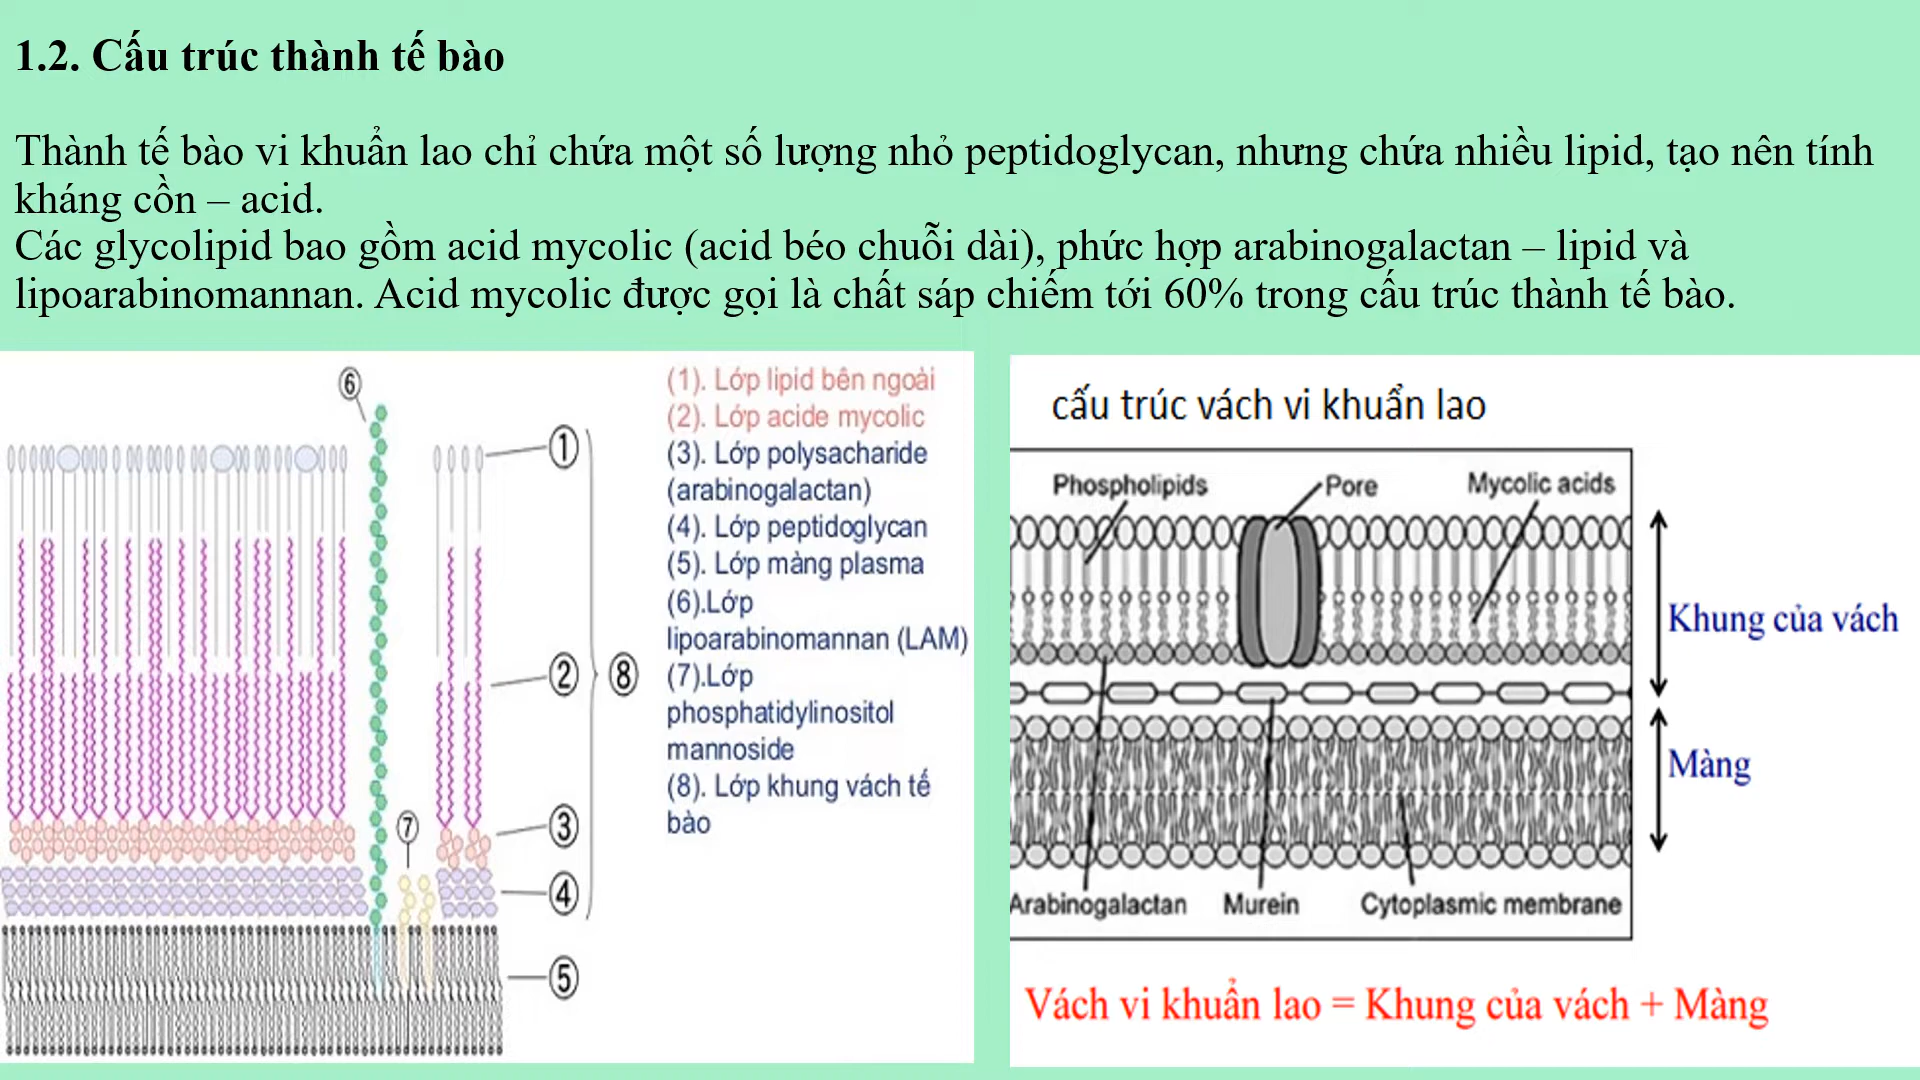 1.2. Cấu trúc thành tế bào
Thành tế bào vi khuẩn lao chỉ chứa một số lượng nhỏ peptidoglycan, nhưng chứa nhiều lipid, tạo nên tính
kháng cồn – acid.
Các glycolipid bao gồm acid mycolic (acid béo chuỗi dài), phức hợp arabinogalactan – lipid và
lipoarabinomannan. Acid mycolic được gọi là chất sáp chiếm tới 60% trong cấu trúc thành tế bào.
⑥
①
②
⑧
③
⑦
④
⑤
(1). Lớp lipid bên ngoài
(2). Lớp acide mycolic
(3). Lớp polysacharide
(arabinogalactan)
(4). Lớp peptidoglycan
(5). Lớp màng plasma
(6).Lớp
lipoarabinomannan (LAM)
(7).Lớp
phosphatidylinositol
mannoside
(8). Lớp khung vách tế
bào
cấu trúc vách vi khuẩn lao
Phospholipids
Pore
Mycolic acids
Khung của vách
Màng
Arabinogalactan
Murein
Cytoplasmic membrane
Vách vi khuẩn lao = Khung của vách + Màng